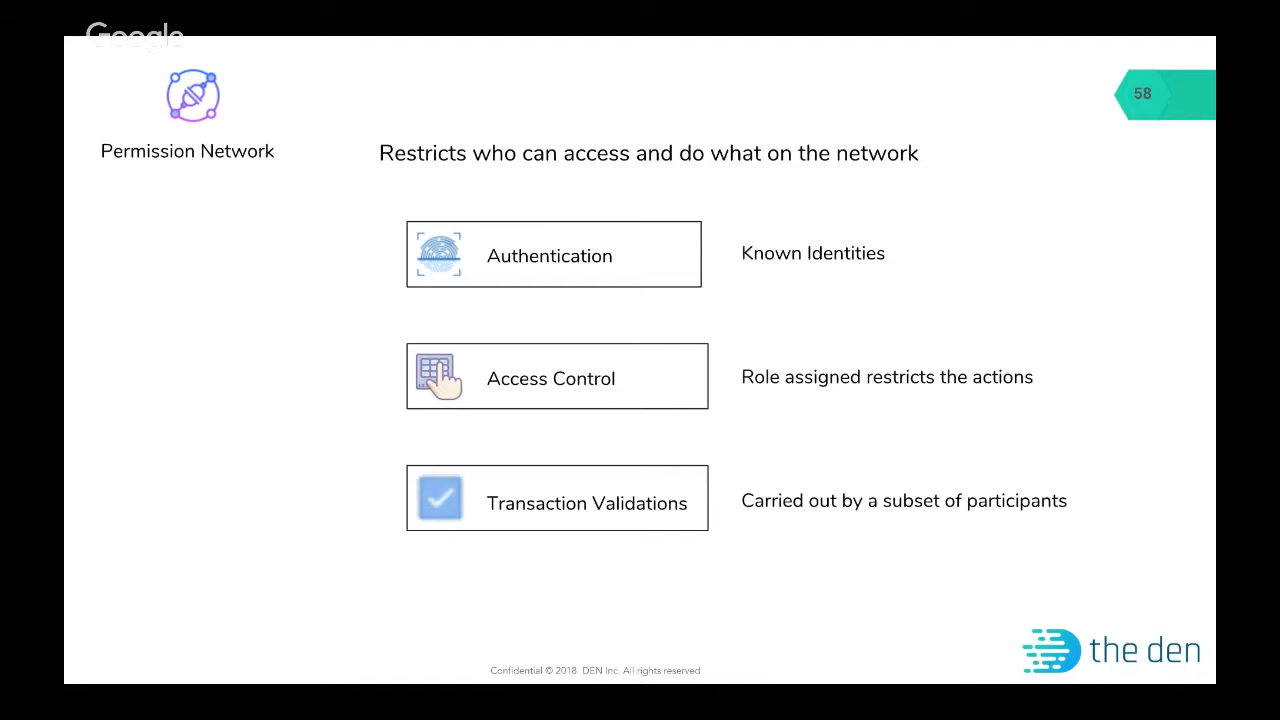 Google
58
Permission Network
Restricts who can access and do what on the network
Authentication
Known Identities
Access Control
Role assigned restricts the actions
Transaction Validations
Carried out by a subset of participants
the den
Confidential © 2018 DEN Inc. All rights reserved